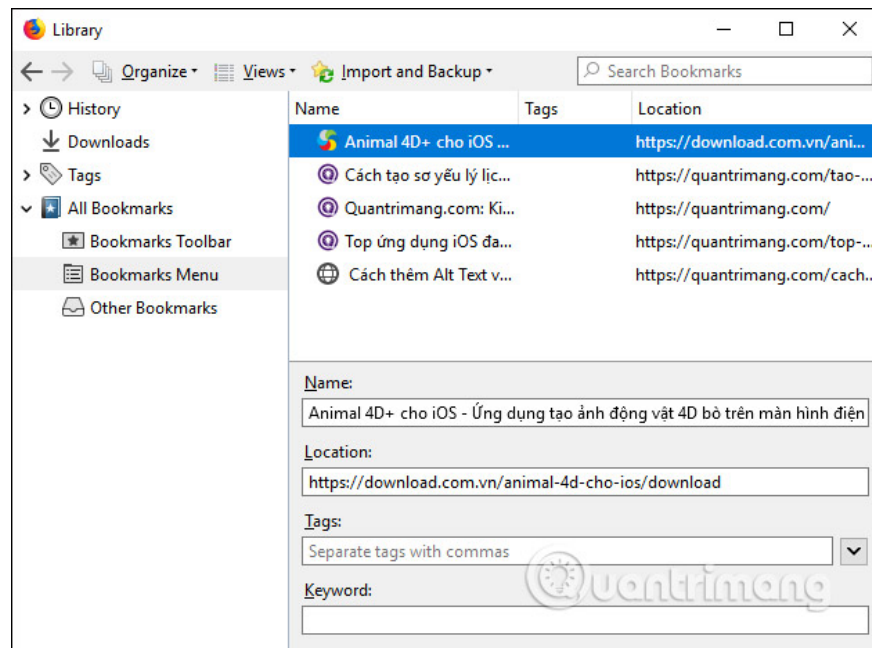 Library
Organize Views Import and Backup Search Bookmarks
History
Downloads
Tags
All Bookmarks
Bookmarks Toolbar
Bookmarks Menu
Other Bookmarks
Name Tags Location
Animal 4D+ cho iOS ... https://download.com.vn/ani...
Cách tạo sơ yếu lý lịc... https://quantrimang.com/tao-...
Quantrimang.com: Ki... https://quantrimang.com/
Top ứng dụng iOS đa... https://quantrimang.com/top-...
Cách thêm Alt Text v... https://quantrimang.com/cach...
Name:
Animal 4D+ cho iOS - Ứng dụng tạo ảnh động vật 4D bò trên màn hình điện
Location:
https://download.com.vn/animal-4d-cho-ios/download
Tags:
Separate tags with commas
Quantrimang
Keyword: